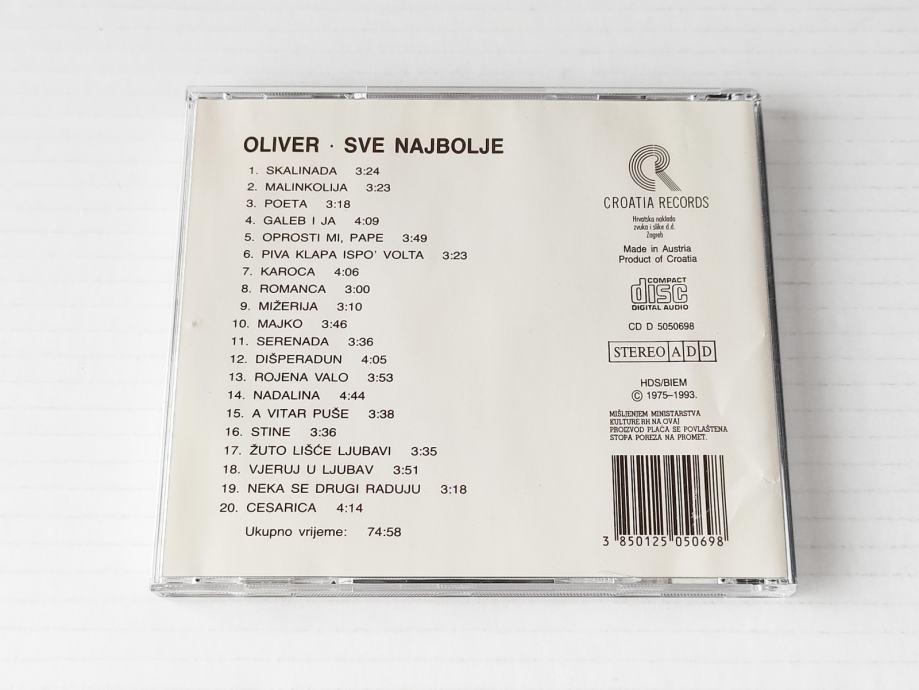 OLIVER · SVE NAJBOLJE
1. SKALINADA 3:24
2. MALINKOLIJA 3:23
3. POETA 3:18
4. GALEB I JA 4:09
5. OPROSTI MI, PAPE 3:49
6. PIVA KLAPA ISPO' VOLTA 3:23
7. KAROCA 4:06
8. ROMANCA 3:00
9. MIŽERIJA 3:10
10. MAJKO 3:46
11. SERENADA 3:36
12. DIŠPERADUN 4:05
13. ROJENA VALO 3:53
14. NADALINA 4:44
15. A VITAR PUŠE 3:38
16. STINE 3:36
17. ŽUTO LIŠĆE LJUBAVI 3:35
18. VJERUJ U LJUBAV 3:51
19. NEKA SE DRUGI RADUJU 3:18
20. CESARICA 4:14
Ukupno vrijeme: 74:58
CROATIA RECORDS
Hrvatska naklada
zvuka i slike d.d.
Zagreb
Made in Austria
Product of Croatia
COMPACT
disc
DIGITAL AUDIO
CD D 5050698
STEREO A D D
HDS/BIEM
© 1975–1993.
MIŠLJENJEM MINISTARSTVA
KULTURE RH NA OVAJ
PROIZVOD PLAĆA SE POVLAŠTENA
STOPA POREZA NA PROMET.
3 850125 050698